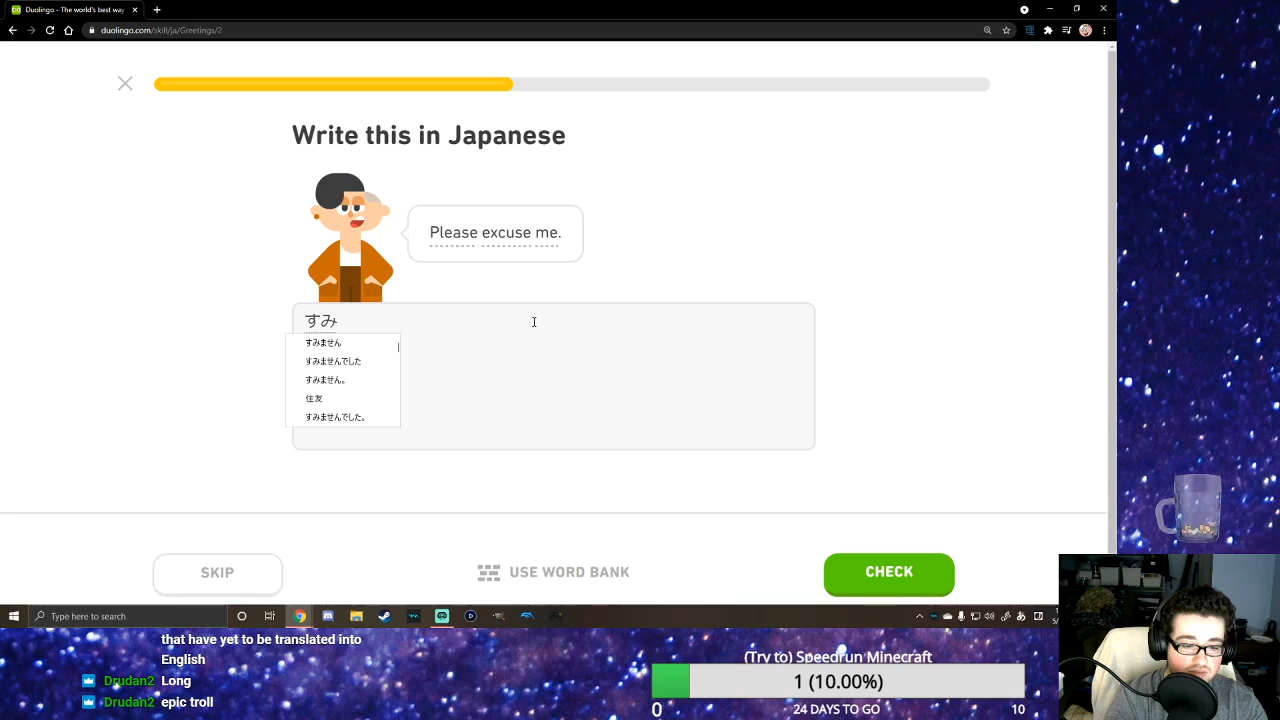 Duolingo - The world's best way
duolingo.com/skill/ja/Greetings/2
Write this in Japanese
Please excuse me.
すみ
すみません
すみませんでした
すみません。
住友
すみませんでした。
SKIP
USE WORD BANK
CHECK
Type here to search
that have yet to be translated into
English
Drudan2 Long
Drudan2 epic troll
(Try to) Speedrun Minecraft
1 (10.00%)
0
24 DAYS TO GO
10